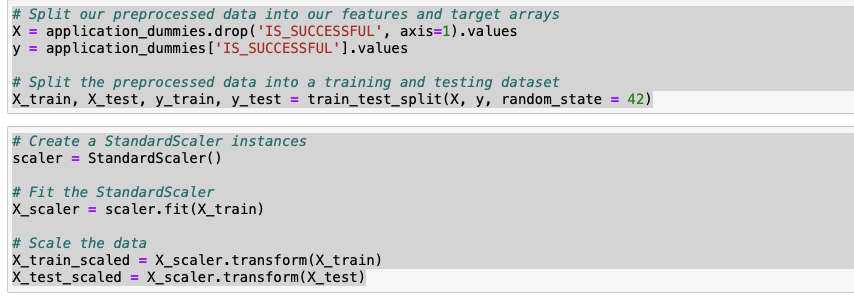 # Split our preprocessed data into our features and target arrays
X = application_dummies.drop('IS_SUCCESSFUL', axis=1).values
y = application_dummies['IS_SUCCESSFUL'].values
# Split the preprocessed data into a training and testing dataset
X_train, X_test, y_train, y_test = train_test_split(X, y, random_state = 42)
# Create a StandardScaler instances
scaler = StandardScaler()
# Fit the StandardScaler
X_scaler = scaler.fit(X_train)
# Scale the data
X_train_scaled = X_scaler.transform(X_train)
X_test_scaled = X_scaler.transform(X_test)